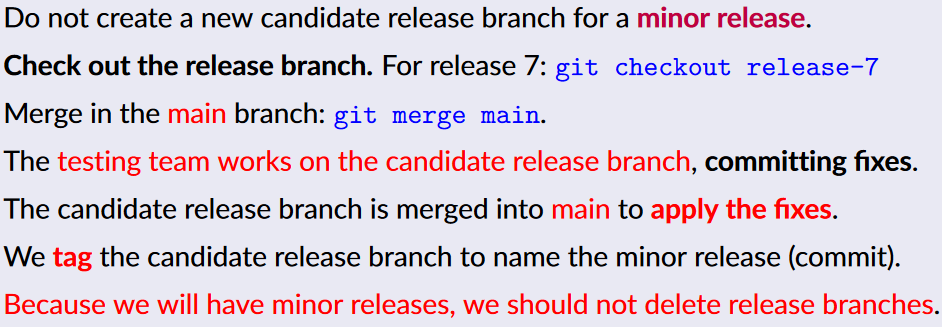 Do not create a new candidate release branch for a minor release.
Check out the release branch. For release 7: git checkout release-7
Merge in the main branch: git merge main.
The testing team works on the candidate release branch, committing fixes.
The candidate release branch is merged into main to apply the fixes.
We tag the candidate release branch to name the minor release (commit).
Because we will have minor releases, we should not delete release branches.